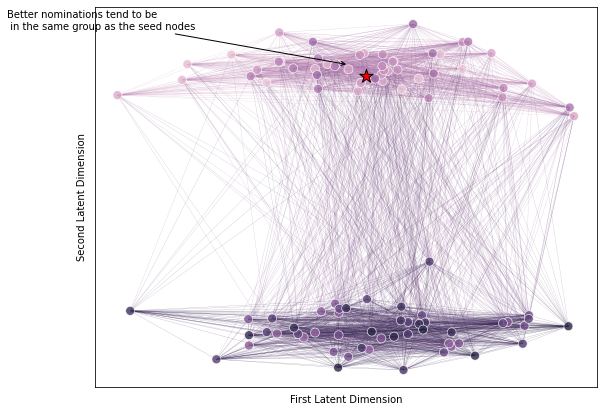 Better nominations tend to be
in the same group as the seed nodes
Second Latent Dimension
First Latent Dimension